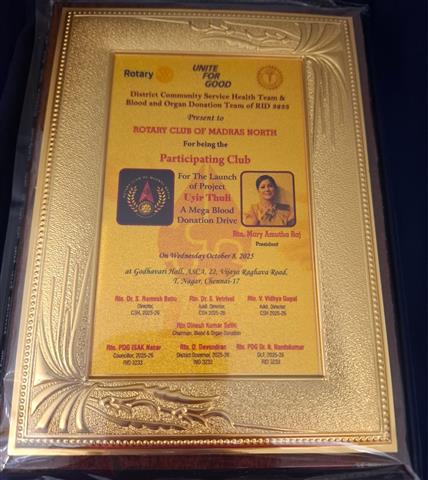 Rotary
UNITE
FOR
GOOD
District Community Service Health Team &
Blood and Organ Donation Team of RID 3233
Present to
ROTARY CLUB OF MADRAS NORTH
For being the
Participating Club
For The Launch
of Project
Uyir Thuli
A Mega Blood
Donation Drive
Rtn. Mary Amutha Raj
President
On Wednesday October 8, 2025
at Godhavari Hall, ASCA, 22, Vijaya Raghava Road,
T. Nagar, Chennai-17
Rtn. Dr. S. Ramesh Babu
Director,
CSH, 2025-26
Rtn. Dr. S. Vetrivel
Addl. Director,
CSH 2025-26
Rtn. V. Vidhya Gopal
Addl. Director,
CSH, 2025-26
Rtn Dinesh Kumar Sethi
Chairman, Blood & Organ Donation
Rtn. PDG ISAK Nazar
Councillor, 2025-26
RID 3233
Rtn. D. Devendran
District Governor, 2025-26
RID 3233
Rtn. PDG Dr. N. Nandakumar
DLF, 2025-26
RID 3233